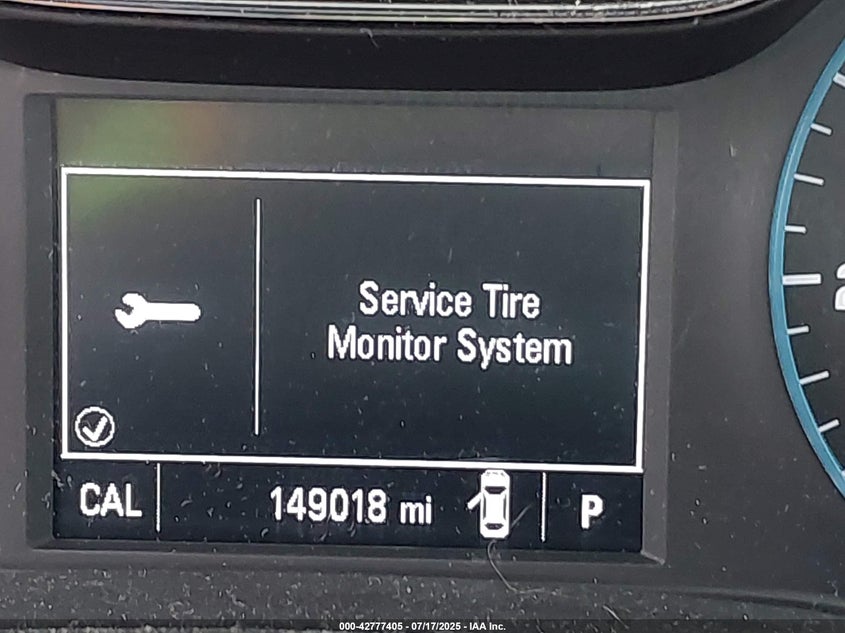 Service Tire
Monitor System
CAL
149018 mi
P
000-42777405 - 07/17/2025 - IAA Inc.